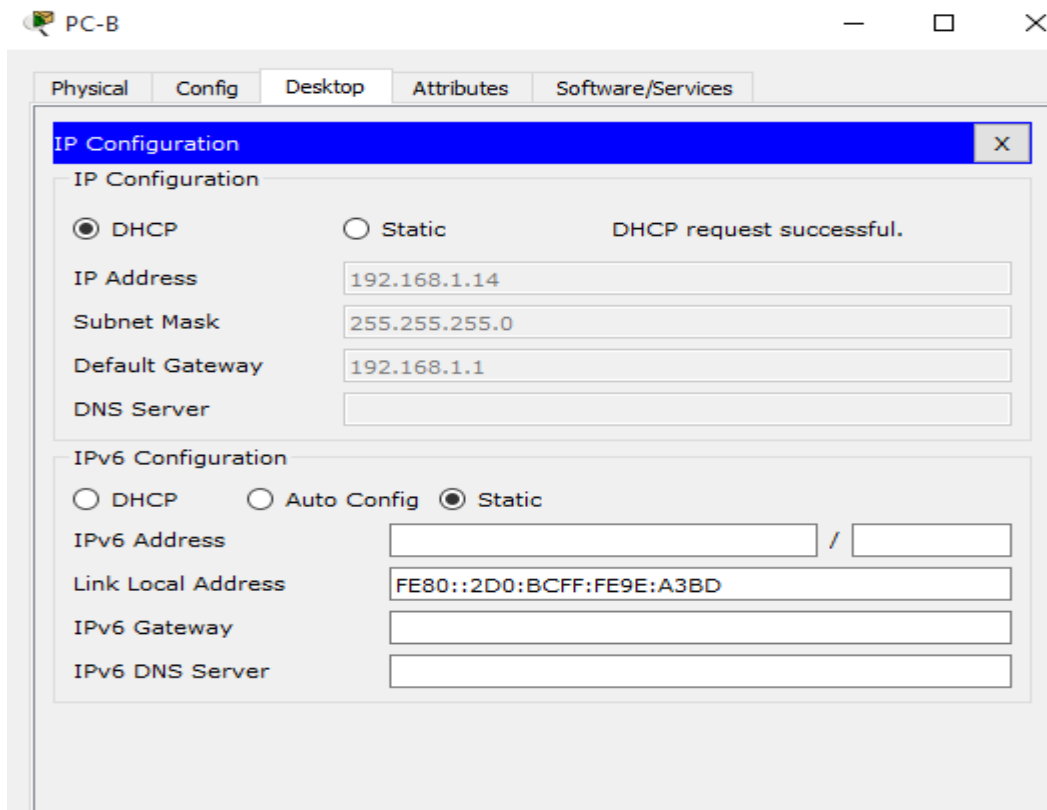 PC-B
Physical Config Desktop Attributes Software/Services
IP Configuration X
IP Configuration
DHCP Static DHCP request successful.
IP Address 192.168.1.14
Subnet Mask 255.255.255.0
Default Gateway 192.168.1.1
DNS Server
IPv6 Configuration
DHCP Auto Config Static
IPv6 Address /
Link Local Address FE80::2D0:BCFF:FE9E:A3BD
IPv6 Gateway
IPv6 DNS Server